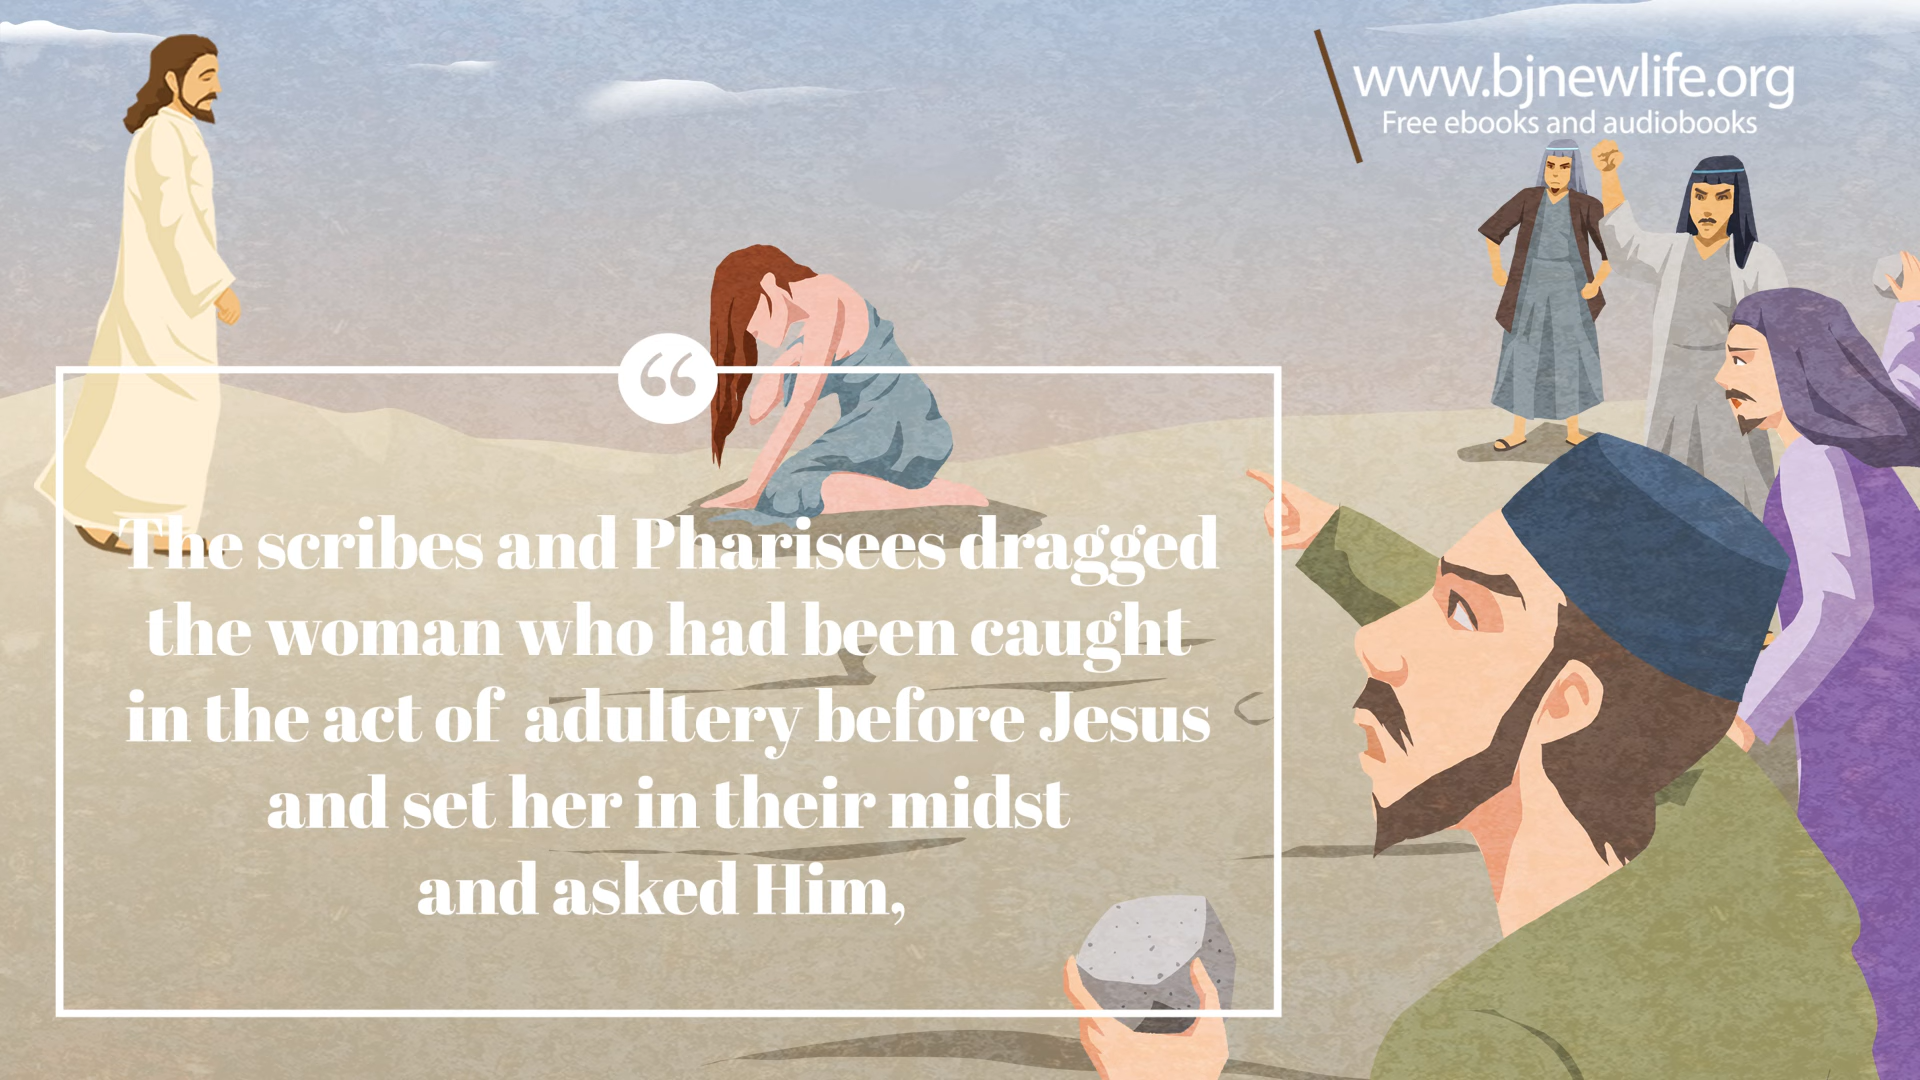 www.bjnewlife.org
Free ebooks and audiobooks
“
The scribes and Pharisees dragged
the woman who had been caught
in the act of adultery before Jesus
and set her in their midst
and asked Him,